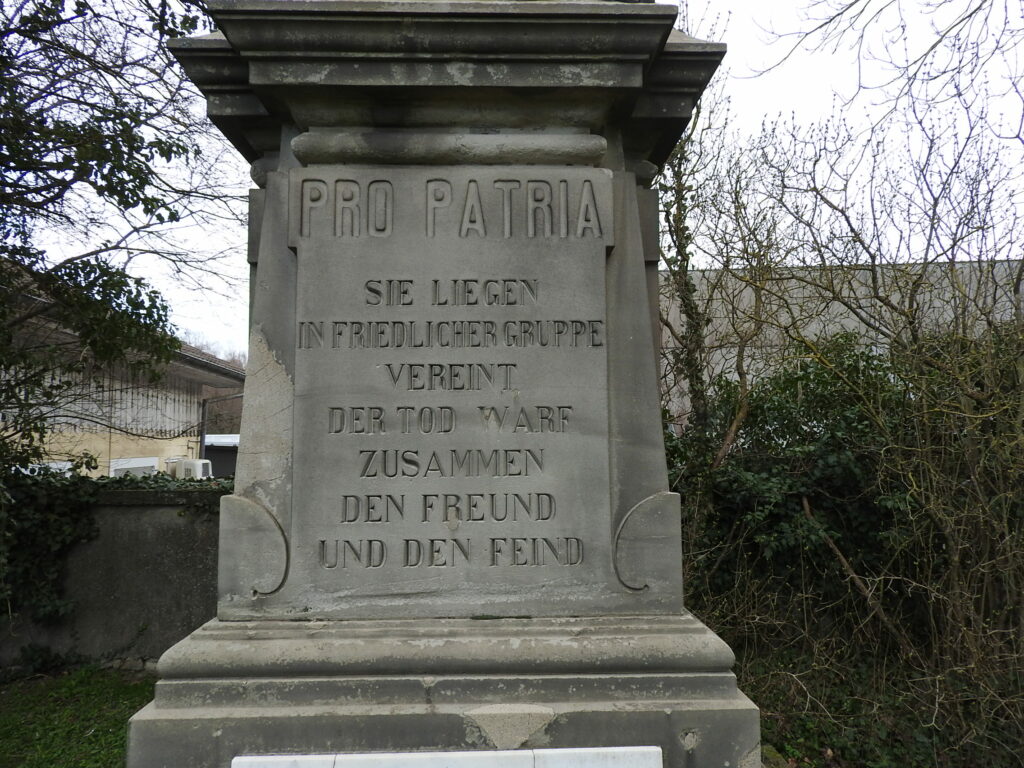 PRO PATRIA
SIE LIEGEN
IN FRIEDLICHER GRUPPE
VEREINT
DER TOD WARF
ZUSAMMEN
DEN FREUND
UND DEN FEIND